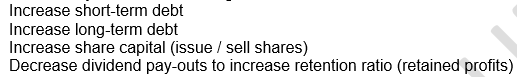 Increase short-term debt
Increase long-term debt
Increase share capital (issue / sell shares)
Decrease dividend pay-outs to increase retention ratio (retained profits)